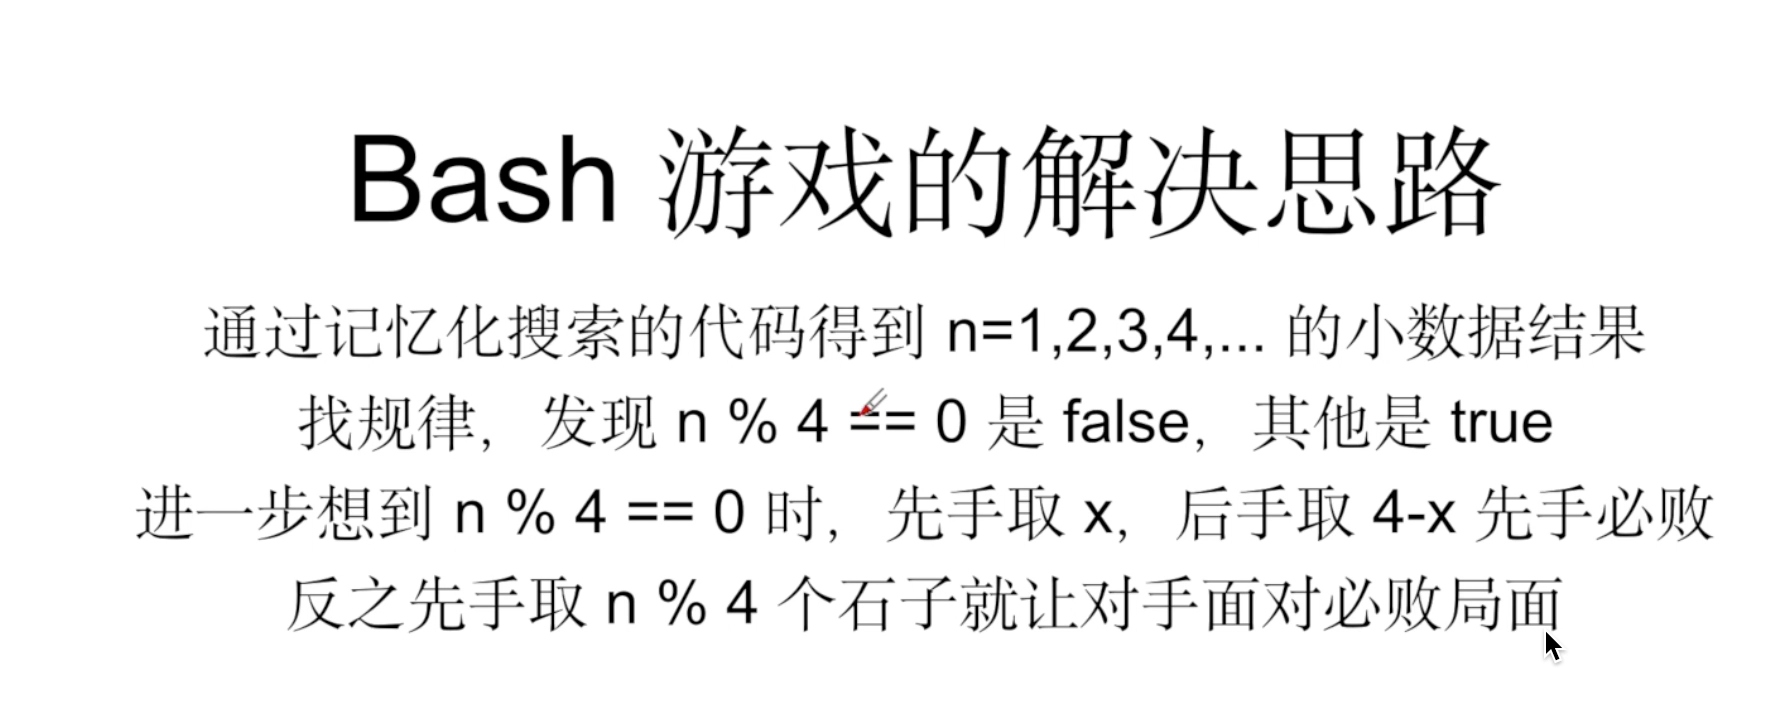 Bash 游戏的解决思路
通过记忆化搜索的代码得到 n=1,2,3,4,... 的小数据结果
找规律，发现 n % 4 == 0 是 false，其他是 true
进一步想到 n % 4 == 0 时，先手取 x，后手取 4-x 先手必败
反之先手取 n % 4 个石子就让对手面对必败局面